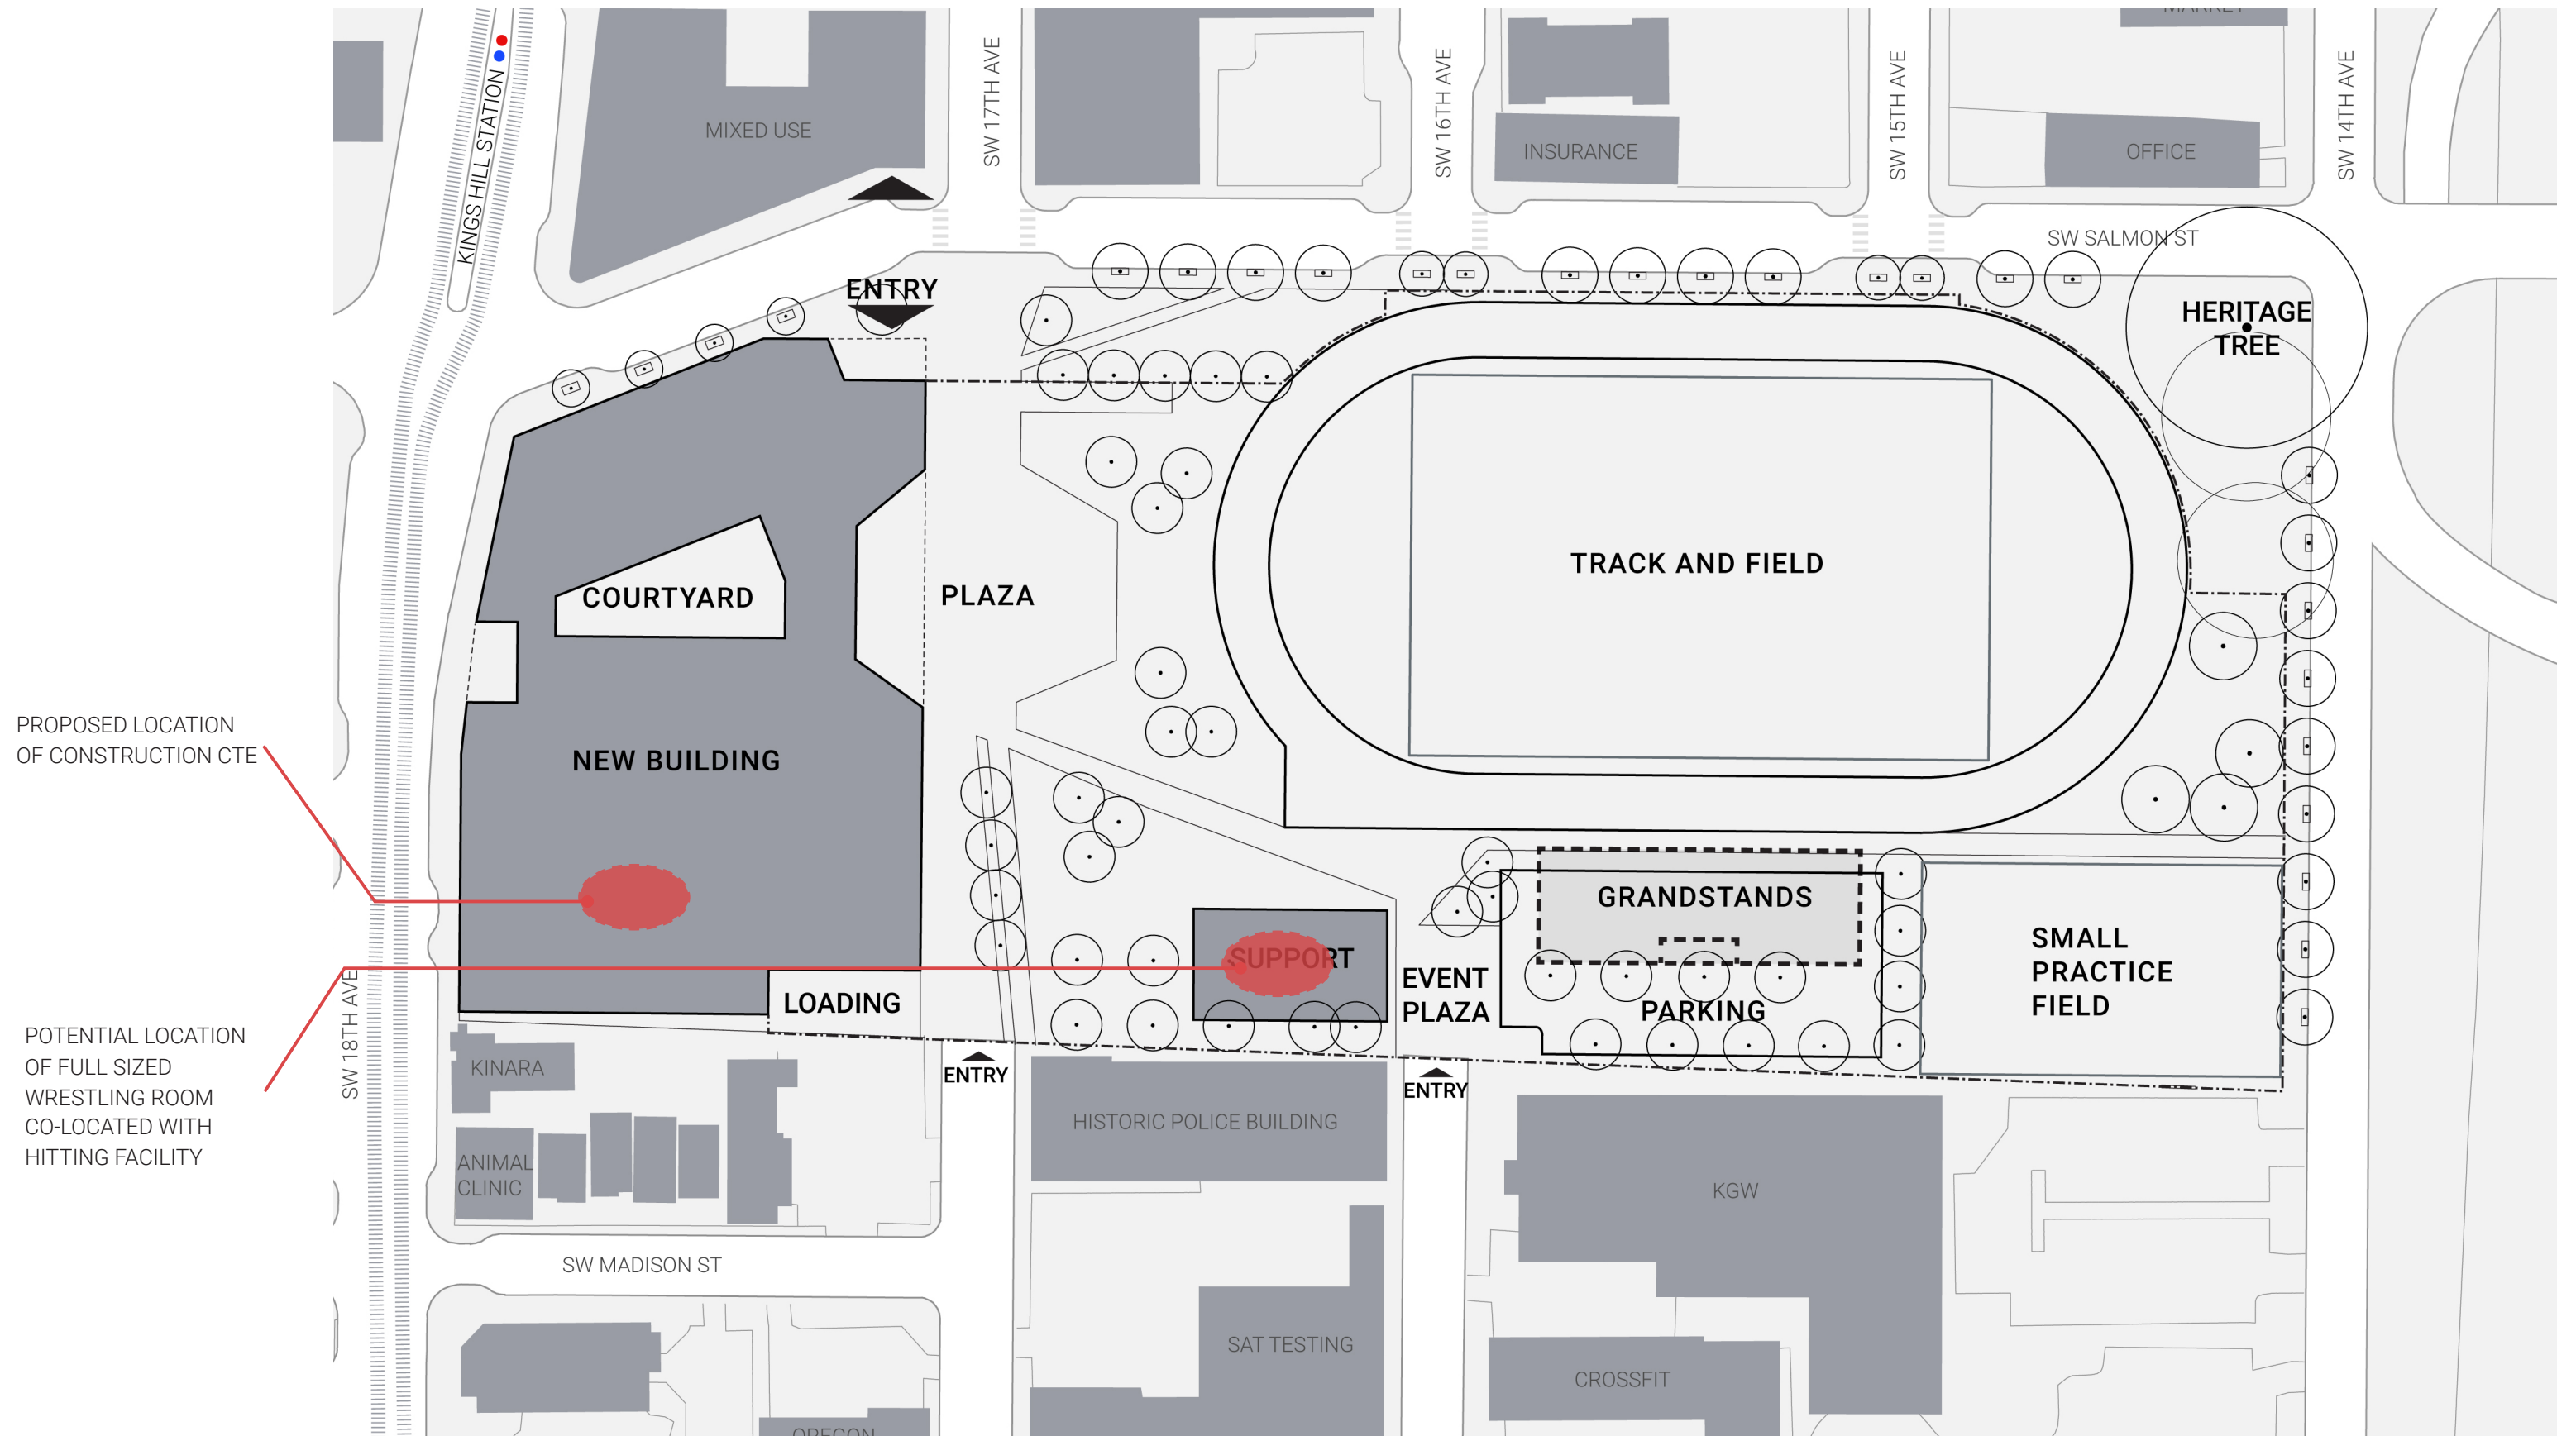 MARKET
KINGS HILL STATION
MIXED USE
SW 17TH AVE
SW 16TH AVE
INSURANCE
SW 15TH AVE
OFFICE
SW 14TH AVE
SW SALMON ST
ENTRY
HERITAGE
TREE
COURTYARD
PLAZA
TRACK AND FIELD
PROPOSED LOCATION
OF CONSTRUCTION CTE
NEW BUILDING
GRANDSTANDS
SUPPORT
EVENT
PLAZA
SMALL
PRACTICE
FIELD
LOADING
PARKING
SW 18TH AVE
POTENTIAL LOCATION
OF FULL SIZED
WRESTLING ROOM
CO-LOCATED WITH
HITTING FACILITY
KINARA
ENTRY
ENTRY
HISTORIC POLICE BUILDING
ANIMAL
CLINIC
KGW
SW MADISON ST
SAT TESTING
CROSSFIT
OREGON